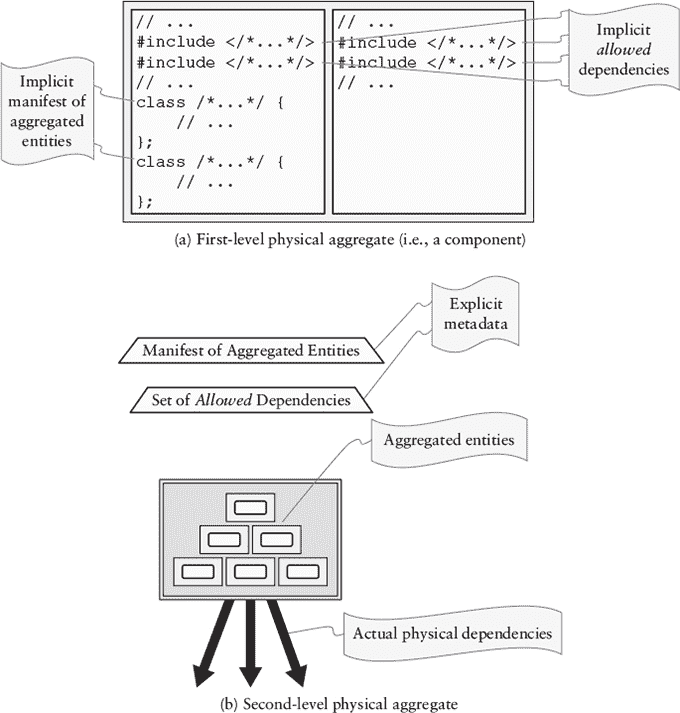 // ...
#include </*...*/>
#include </*...*/>
// ...
class /*...*/ {
// ...
};
class /*...*/ {
// ...
};
// ...
#include </*...*/>
#include </*...*/>
// ...
Implicit
allowed
dependencies
Implicit
manifest of
aggregated
entities
(a) First-level physical aggregate (i.e., a component)
Explicit
metadata
Manifest of Aggregated Entities
Set of Allowed Dependencies
Aggregated entities
Actual physical dependencies
(b) Second-level physical aggregate